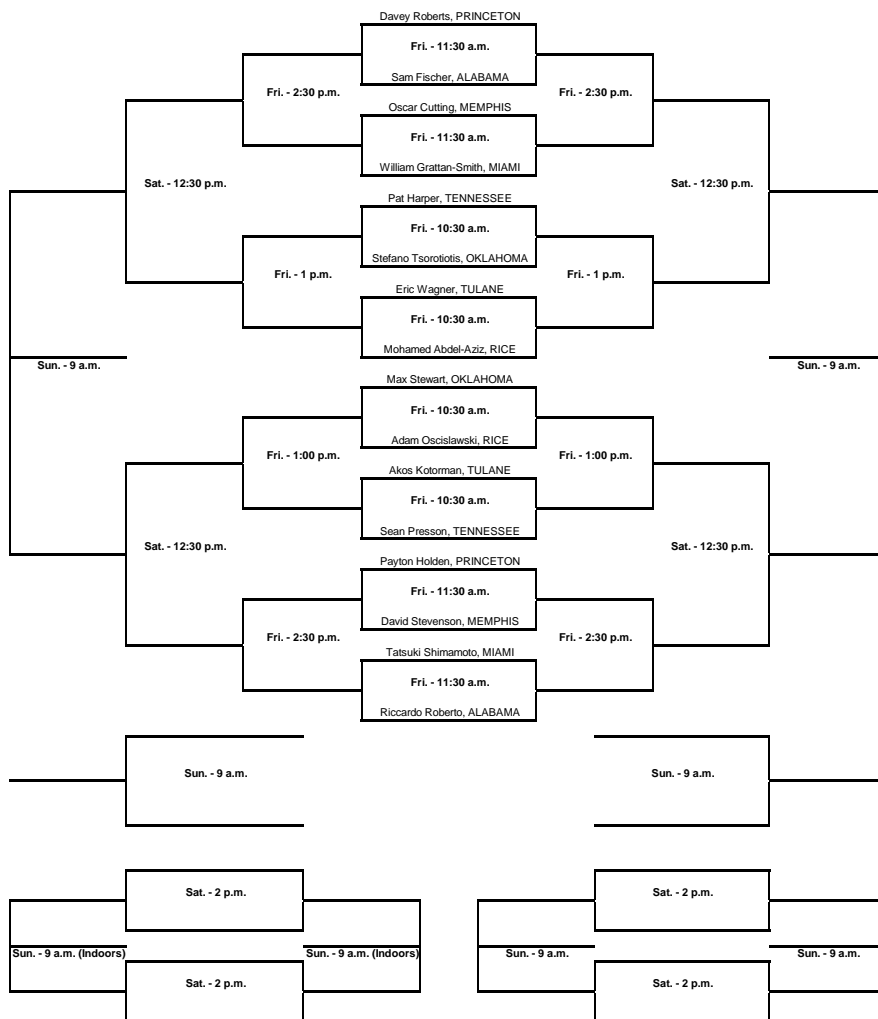 Davey Roberts, PRINCETON
Fri. - 11:30 a.m.
Sam Fischer, ALABAMA
Fri. - 2:30 p.m.
Fri. - 2:30 p.m.
Oscar Cutting, MEMPHIS
Fri. - 11:30 a.m.
William Grattan-Smith, MIAMI
Sat. - 12:30 p.m.
Sat. - 12:30 p.m.
Pat Harper, TENNESSEE
Fri. - 10:30 a.m.
Stefano Tsorotiotis, OKLAHOMA
Fri. - 1 p.m.
Fri. - 1 p.m.
Eric Wagner, TULANE
Fri. - 10:30 a.m.
Mohamed Abdel-Aziz, RICE
Sun. - 9 a.m.
Sun. - 9 a.m.
Max Stewart, OKLAHOMA
Fri. - 10:30 a.m.
Adam Oscislawski, RICE
Fri. - 1:00 p.m.
Fri. - 1:00 p.m.
Akos Kotorman, TULANE
Fri. - 10:30 a.m.
Sean Presson, TENNESSEE
Sat. - 12:30 p.m.
Sat. - 12:30 p.m.
Payton Holden, PRINCETON
Fri. - 11:30 a.m.
David Stevenson, MEMPHIS
Fri. - 2:30 p.m.
Fri. - 2:30 p.m.
Tatsuki Shimamoto, MIAMI
Fri. - 11:30 a.m.
Riccardo Roberto, ALABAMA
Sun. - 9 a.m.
Sun. - 9 a.m.
Sat. - 2 p.m.
Sat. - 2 p.m.
Sun. - 9 a.m. (Indoors)
Sun. - 9 a.m. (Indoors)
Sun. - 9 a.m.
Sun. - 9 a.m.
Sat. - 2 p.m.
Sat. - 2 p.m.